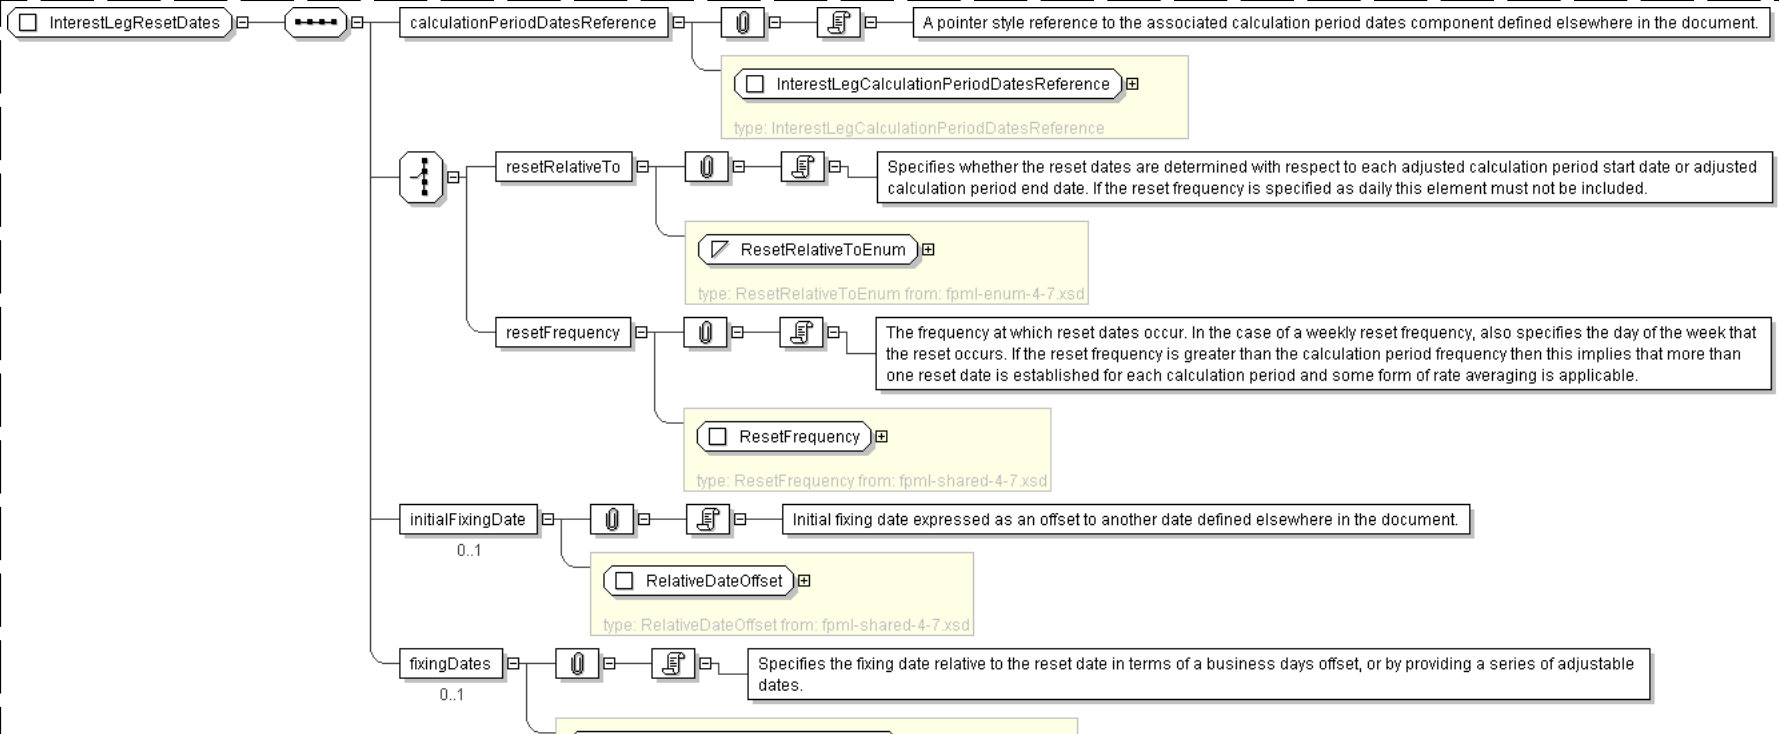 InterestLegResetDates
calculationPeriodDatesReference
A pointer style reference to the associated calculation period dates component defined elsewhere in the document.
InterestLegCalculationPeriodDatesReference
type: InterestLegCalculationPeriodDatesReference
resetRelativeTo
Specifies whether the reset dates are determined with respect to each adjusted calculation period start date or adjusted
calculation period end date. If the reset frequency is specified as daily this element must not be included.
ResetRelativeToEnum
type: ResetRelativeToEnum from: fpml-enum-4-7.xsd
resetFrequency
The frequency at which reset dates occur. In the case of a weekly reset frequency, also specifies the day of the week that
the reset occurs. If the reset frequency is greater than the calculation period frequency then this implies that more than
one reset date is established for each calculation period and some form of rate averaging is applicable.
ResetFrequency
type: ResetFrequency from: fpml-shared-4-7.xsd
initialFixingDate
0..1
Initial fixing date expressed as an offset to another date defined elsewhere in the document.
RelativeDateOffset
type: RelativeDateOffset from: fpml-shared-4-7.xsd
fixingDates
0..1
Specifies the fixing date relative to the reset date in terms of a business days offset, or by providing a series of adjustable
dates.